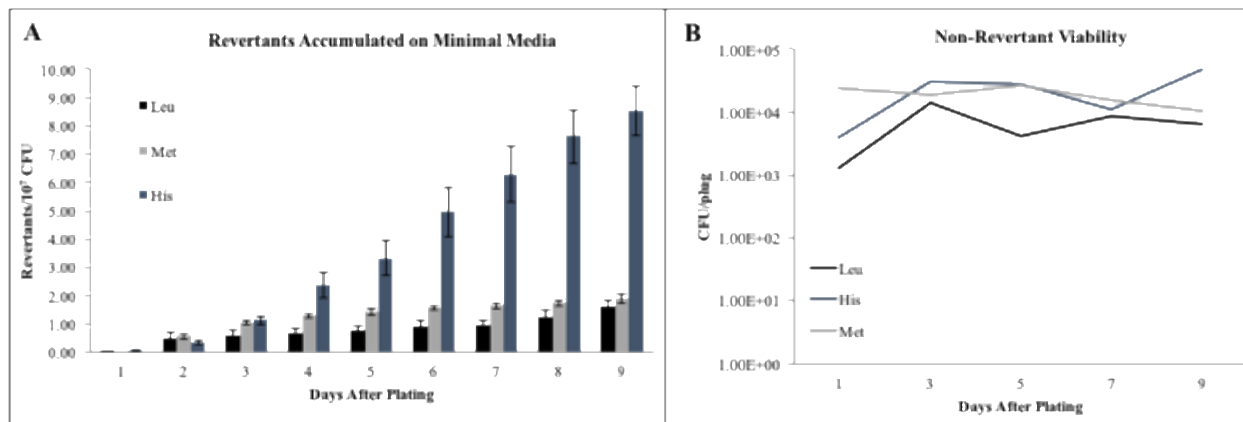 A
Revertants Accumulated on Minimal Media
Revertants/10⁷ CFU
10.00
9.00
8.00
7.00
6.00
5.00
4.00
3.00
2.00
1.00
0.00
Leu
Met
His
1 2 3 4 5 6 7 8 9
Days After Plating
B
Non-Revertant Viability
CFU/plug
1.00E+05
1.00E+04
1.00E+03
1.00E+02
1.00E+01
1.00E+00
Leu
His
Met
1 3 5 7 9
Days After Plating